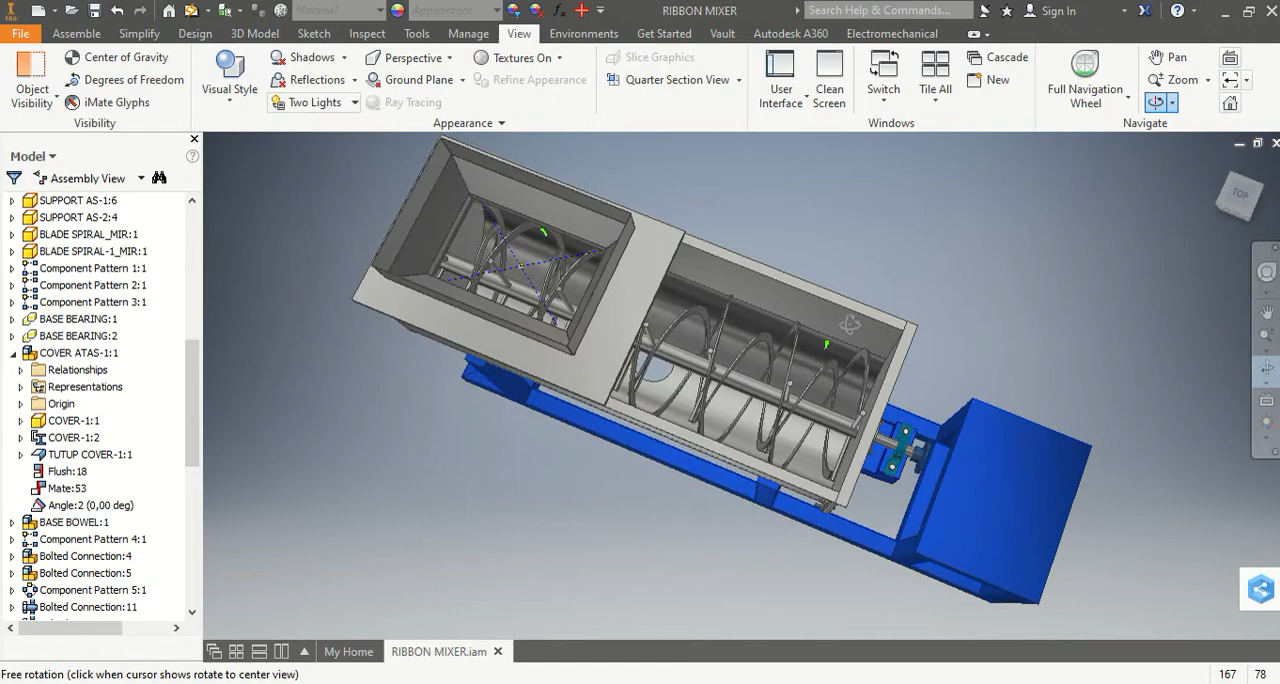 PRO
Material
Appearance
RIBBON MIXER
Search Help & Commands...
Sign In
File
Assemble
Simplify
Design
3D Model
Sketch
Inspect
Tools
Manage
View
Environments
Get Started
Vault
Autodesk A360
Electromechanical
Object
Visibility
Center of Gravity
Degrees of Freedom
iMate Glyphs
Visibility
Visual Style
Shadows
Reflections
Two Lights
Perspective
Ground Plane
Ray Tracing
Textures On
Refine Appearance
Appearance
Slice Graphics
Quarter Section View
User
Interface
Clean
Screen
Switch
Tile All
Cascade
New
Windows
Full Navigation
Wheel
Pan
Zoom
Navigate
Model
Assembly View
SUPPORT AS-1:6
SUPPORT AS-2:4
BLADE SPIRAL_MIR:1
BLADE SPIRAL-1_MIR:1
Component Pattern 1:1
Component Pattern 2:1
Component Pattern 3:1
BASE BEARING:1
BASE BEARING:2
COVER ATAS-1:1
Relationships
Representations
Origin
COVER-1:1
COVER-1:2
TUTUP COVER-1:1
Flush:18
Mate:53
Angle:2 (0,00 deg)
BASE BOWEL:1
Component Pattern 4:1
Bolted Connection:4
Bolted Connection:5
Component Pattern 5:1
Bolted Connection:11
TOP
My Home
RIBBON MIXER.iam
Free rotation (click when cursor shows rotate to center view)
167
78